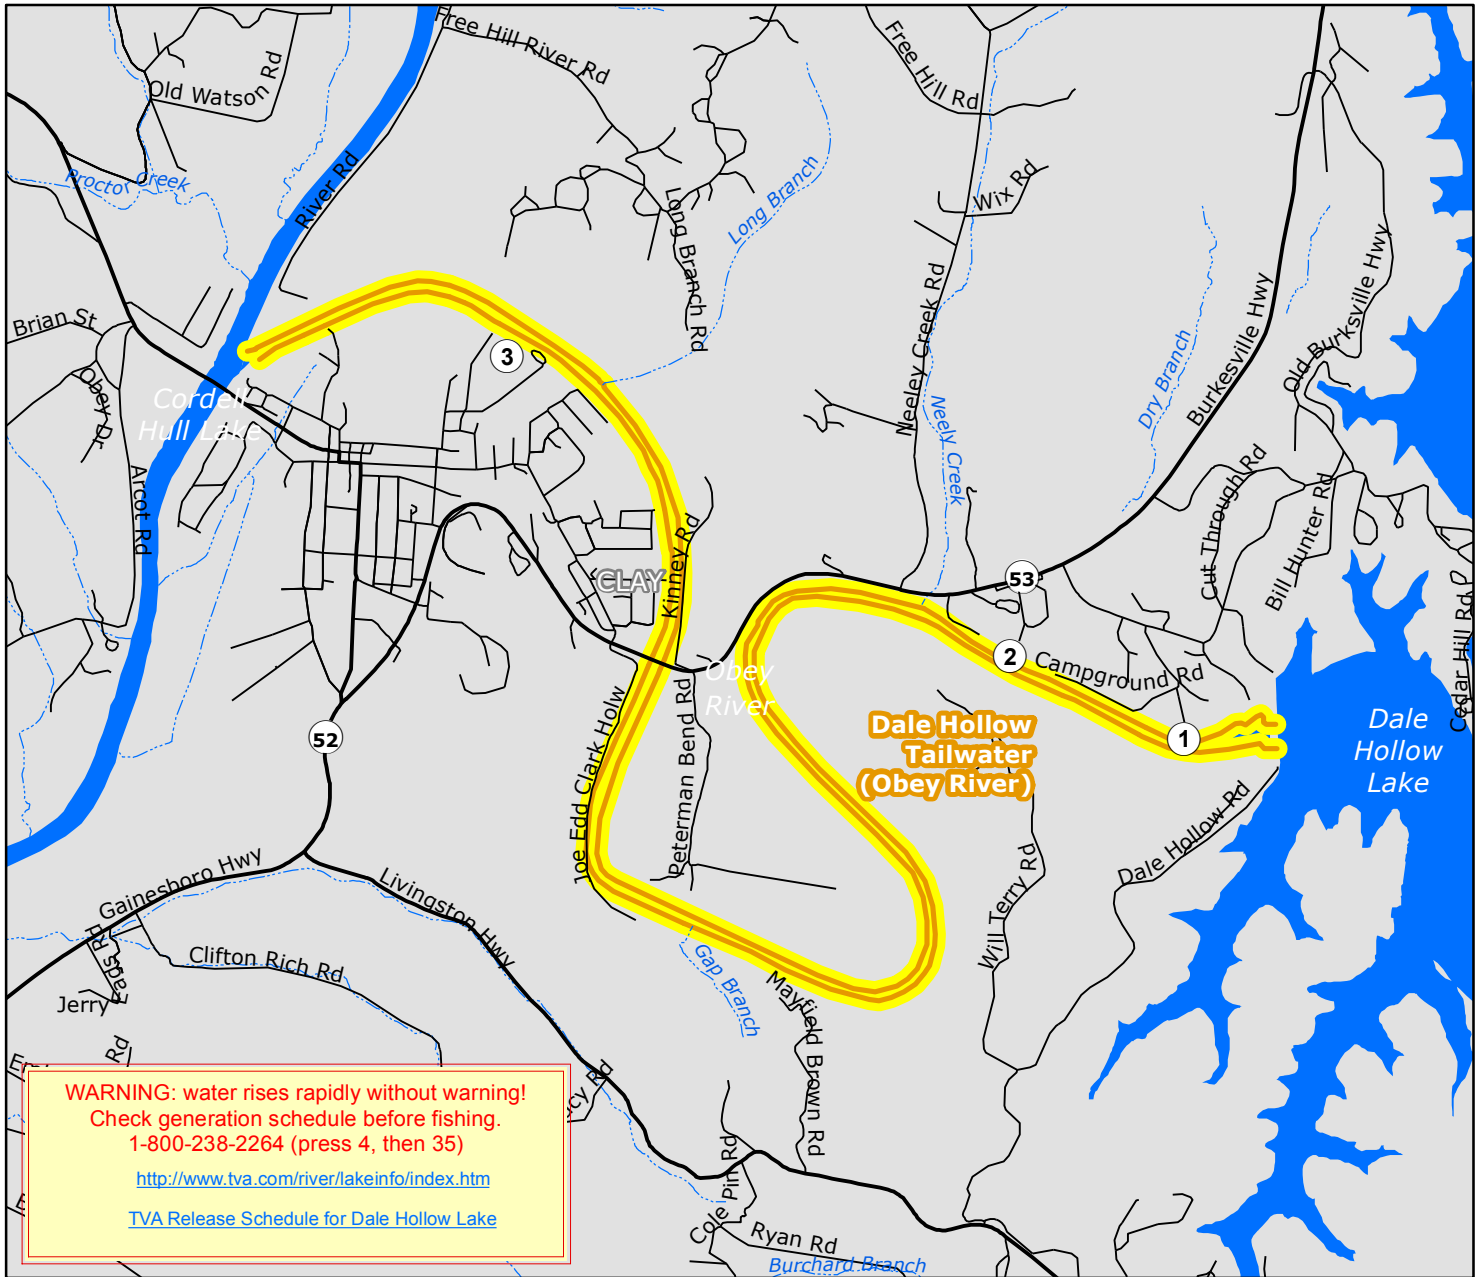 Free Hill River Rd
Free Hill Rd
Old Watson Rd
Proctor Creek
River Rd
Long Branch
Long Branch Rd
Wix Rd
Neeley Creek Rd
Neely Creek
Dry Branch
Burkesville Hwy
Old Burksville Hwy
Brian St
Obey Dr
Arcot Rd
Cordell
Hull Lake
3
CLAY
Kinney Rd
53
Cut Through Rd
Bill Hunter Rd
Cedar Hill Rd
2
Campground Rd
1
Obey
River
Dale Hollow
Tailwater
(Obey River)
Dale
Hollow
Lake
52
Joe Edd Clark Holw
Peterman Bend Rd
Dale Hollow Rd
Will Terry Rd
Gainesboro Hwy
Livingston Hwy
Clifton Rich Rd
Jerry
Eads Rd
Rd
Gap Branch
Mayfield Brown Rd
Cole Pin Rd
Ryan Rd
Burchard Branch
WARNING: water rises rapidly without warning!
Check generation schedule before fishing.
1-800-238-2264 (press 4, then 35)
http://www.tva.com/river/lakeinfo/index.htm
TVA Release Schedule for Dale Hollow Lake